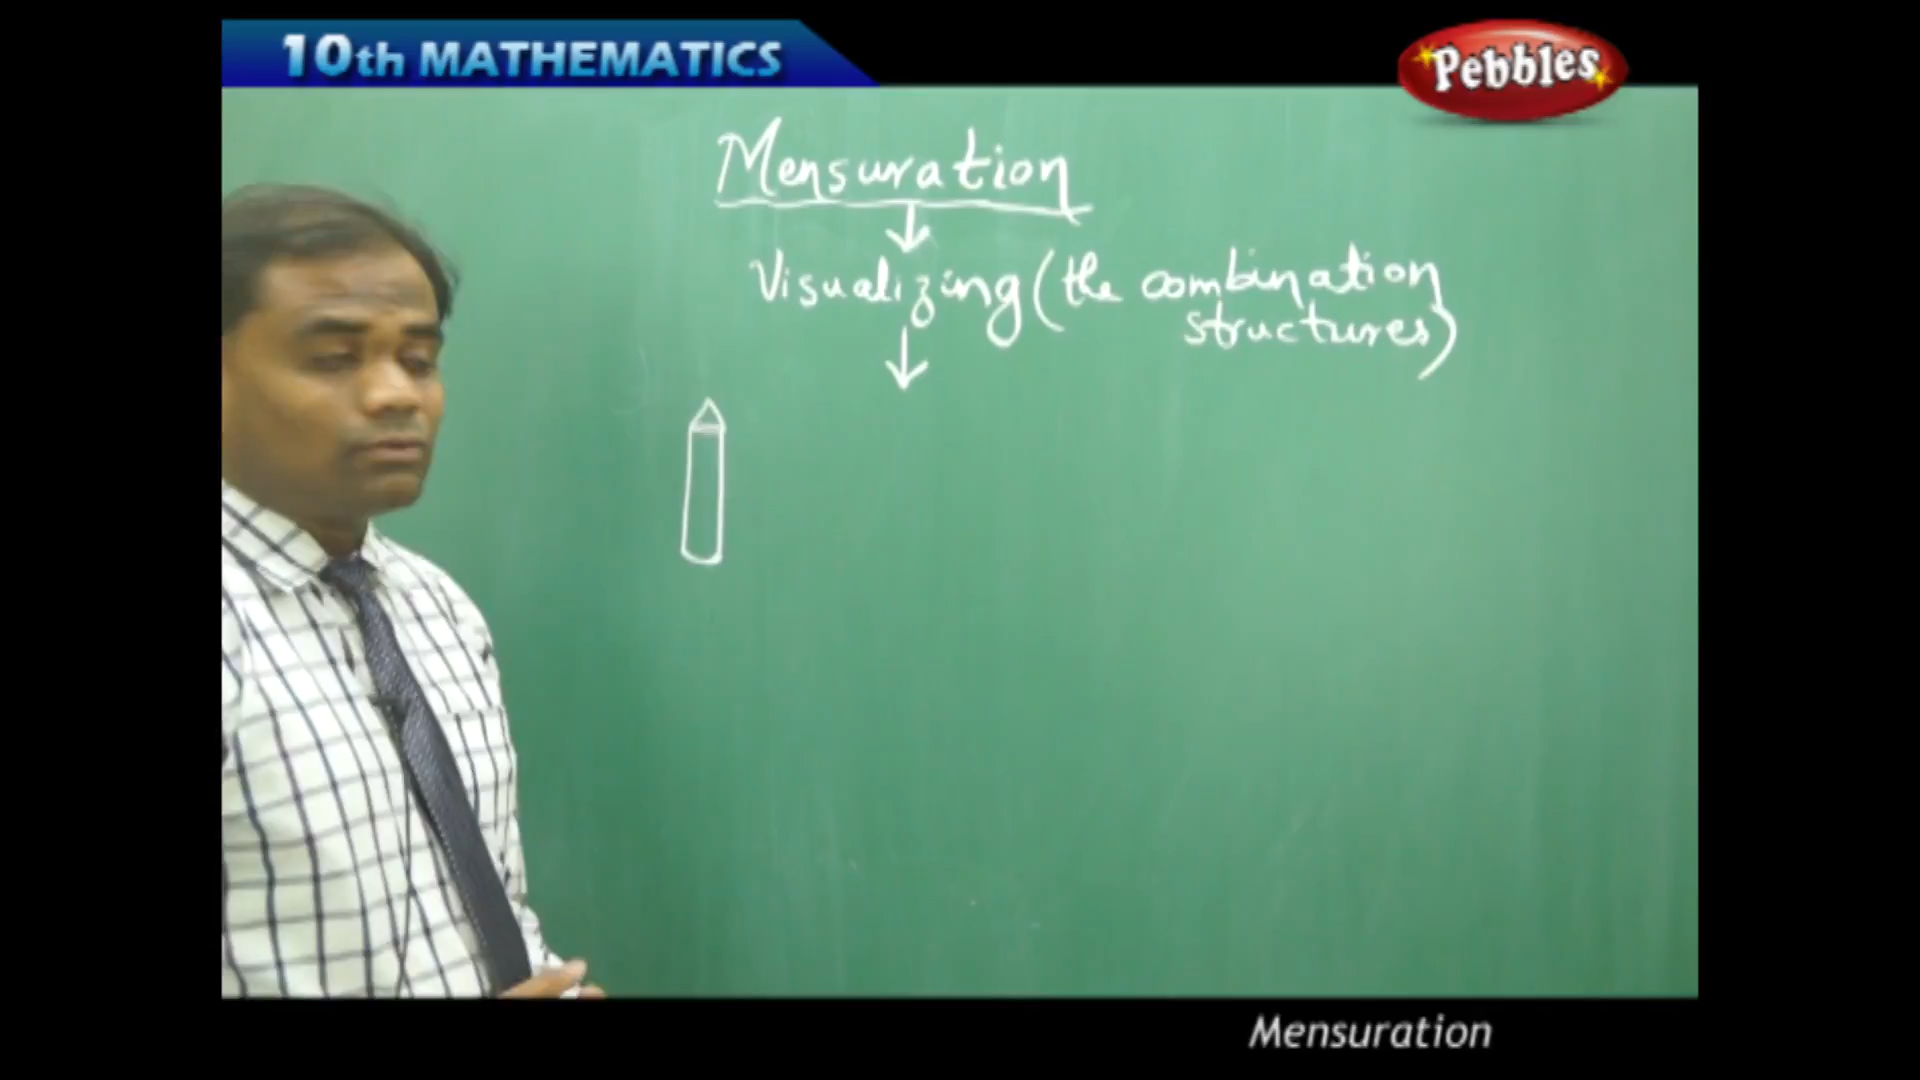 10th MATHEMATICS
Pebbles
Mensuration
Visualizing (the combination
structures)
Mensuration